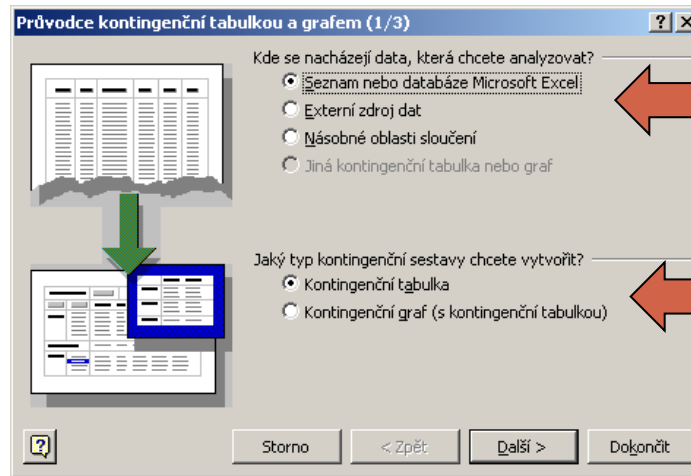 Průvodce kontingenční tabulkou a grafem (1/3)
Kde se nacházejí data, která chcete analyzovat?
Seznam nebo databáze Microsoft Excel
Externí zdroj dat
Násobné oblasti sloučení
Jiná kontingenční tabulka nebo graf
Jaký typ kontingenční sestavy chcete vytvořit?
Kontingenční tabulka
Kontingenční graf (s kontingenční tabulkou)
Storno
< Zpět
Další >
Dokončit